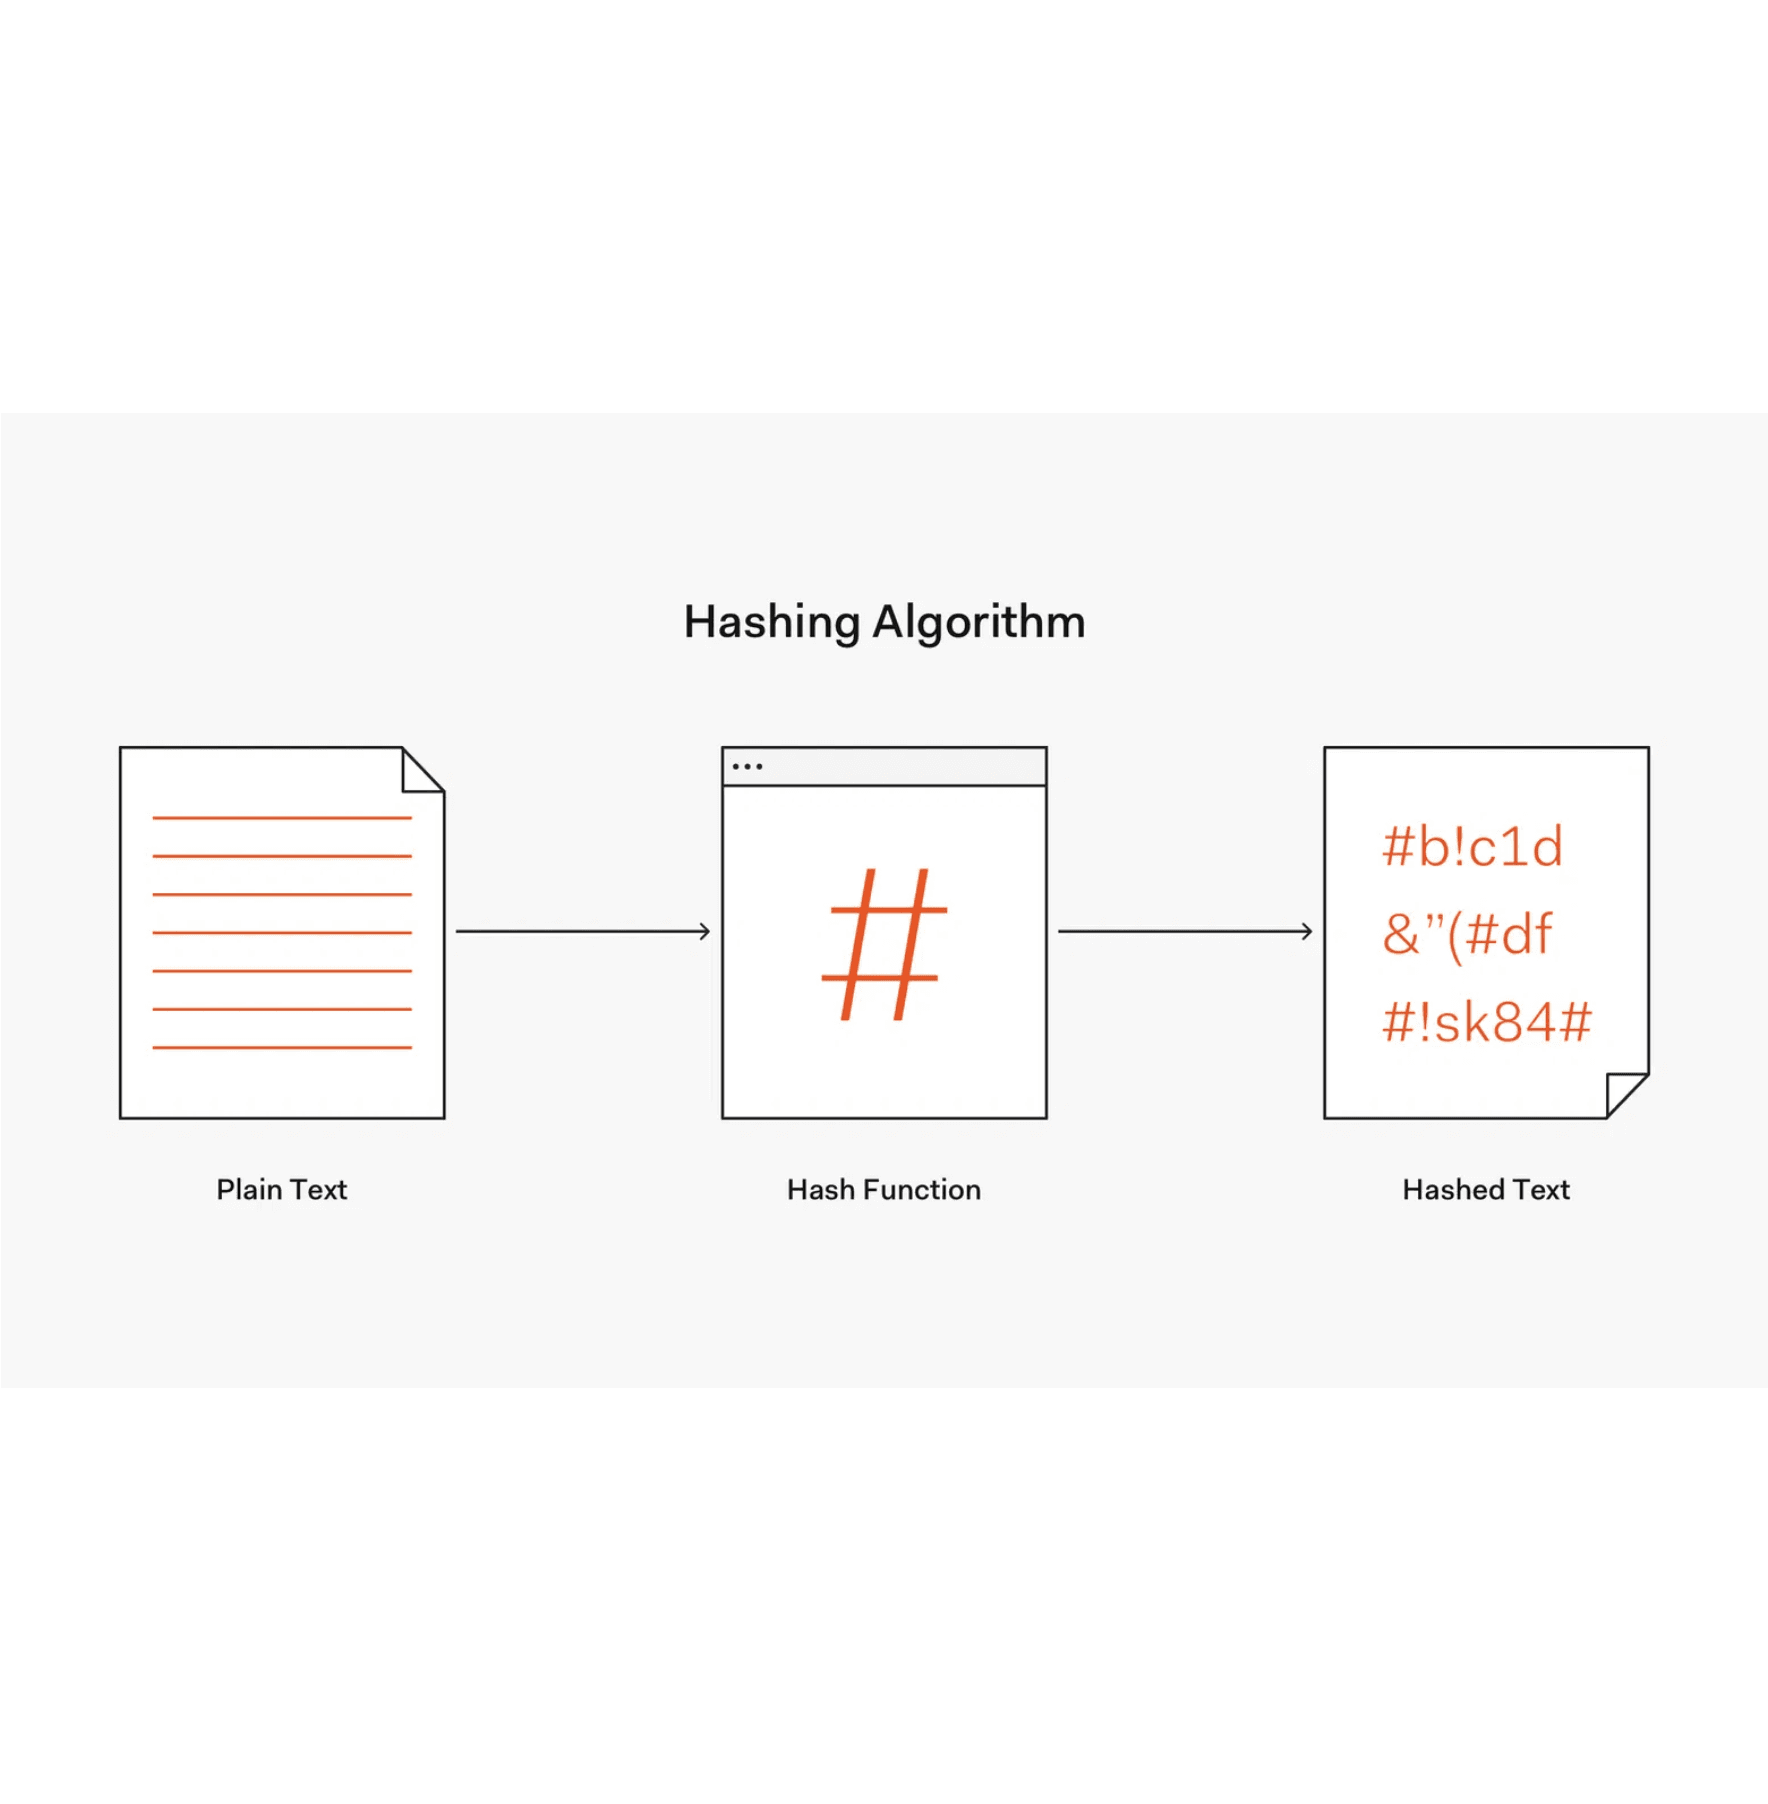 Hashing Algorithm
#
#b!c1d
&”(#df
#!sk84#
Plain Text
Hash Function
Hashed Text